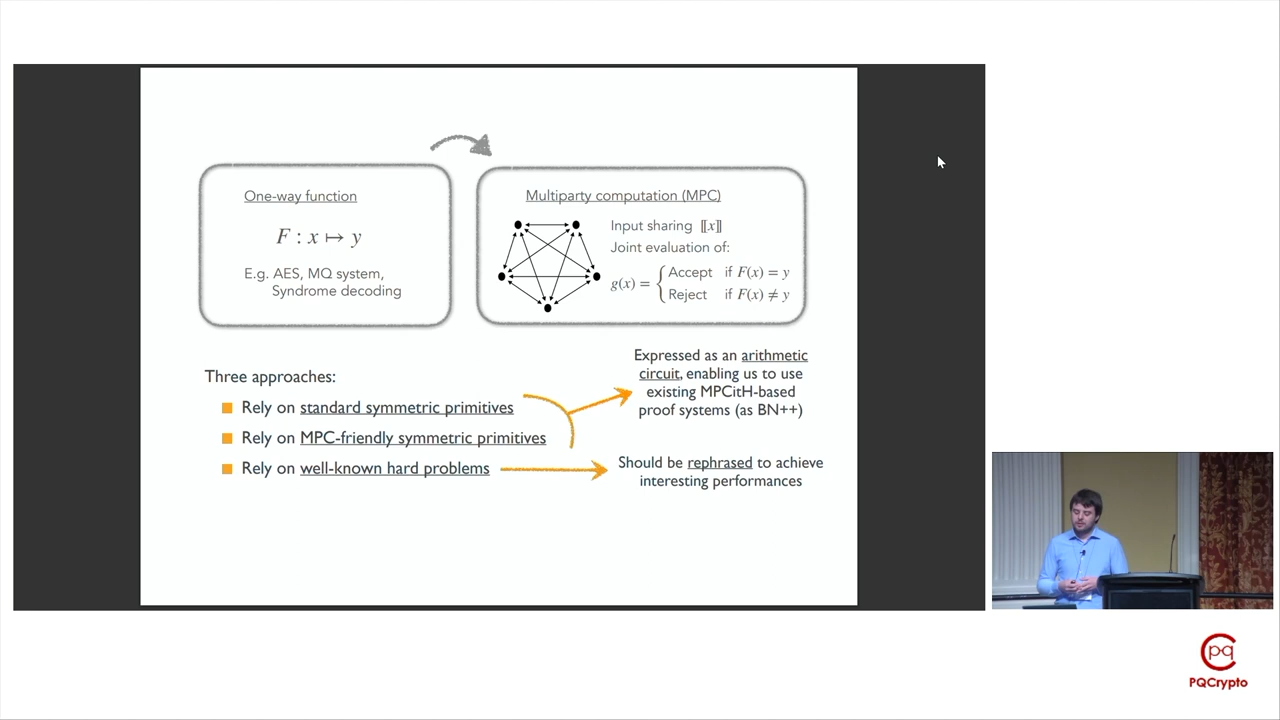 One-way function
F : x ↦ y
E.g. AES, MQ system,
Syndrome decoding
Multiparty computation (MPC)
Input sharing ⟦x⟧
Joint evaluation of:
g(x) = { Accept if F(x) = y
Reject if F(x) ≠ y
Three approaches:
Rely on standard symmetric primitives
Rely on MPC-friendly symmetric primitives
Rely on well-known hard problems
Expressed as an arithmetic
circuit, enabling us to use
existing MPCitH-based
proof systems (as BN++)
Should be rephrased to achieve
interesting performances
pq
PQCrypto